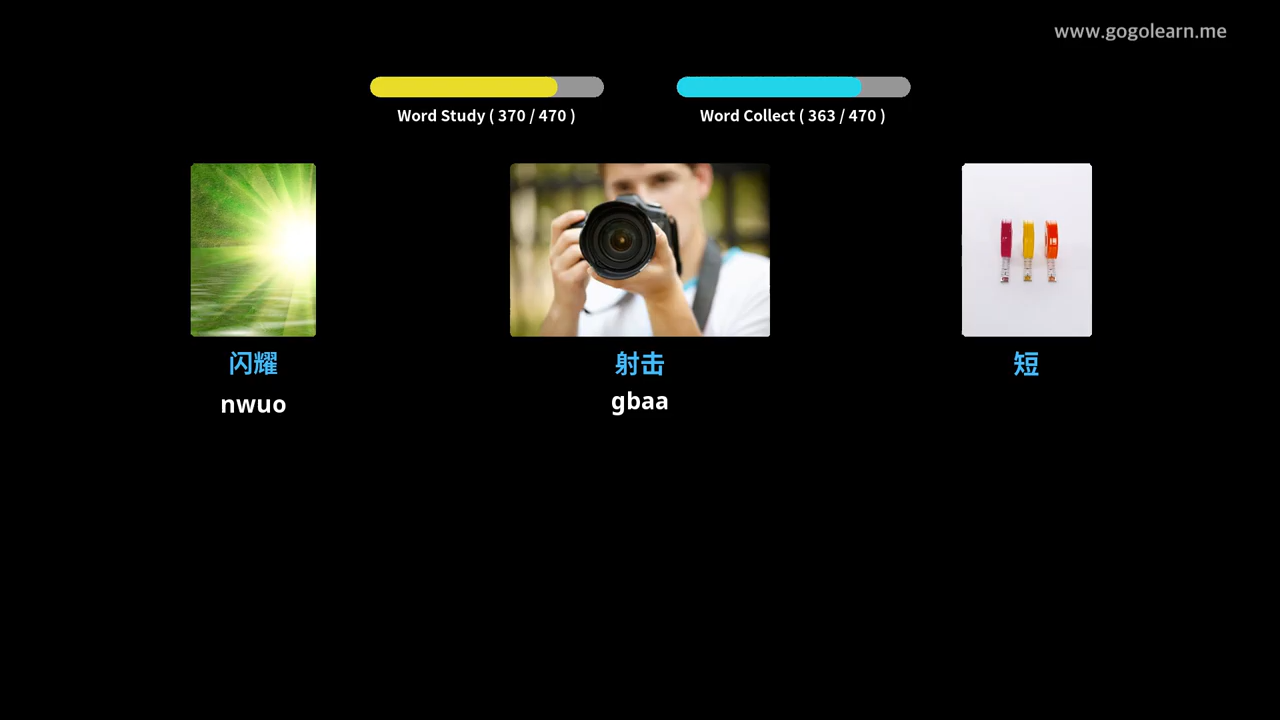 www.gogolearn.me
Word Study ( 370 / 470 )
Word Collect ( 363 / 470 )
闪耀
nwuo
射击
gbaa
短